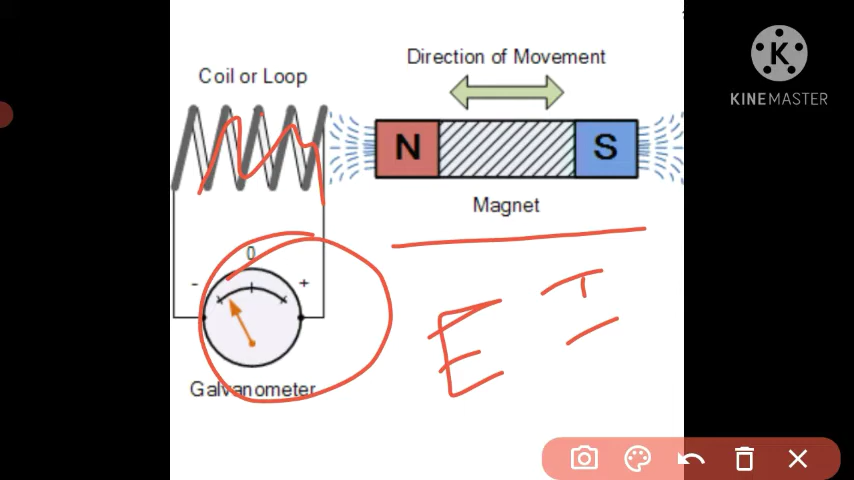 Direction of Movement
Coil or Loop
K
KINEMASTER
N
S
Magnet
0
-
+
E I
Galvanometer